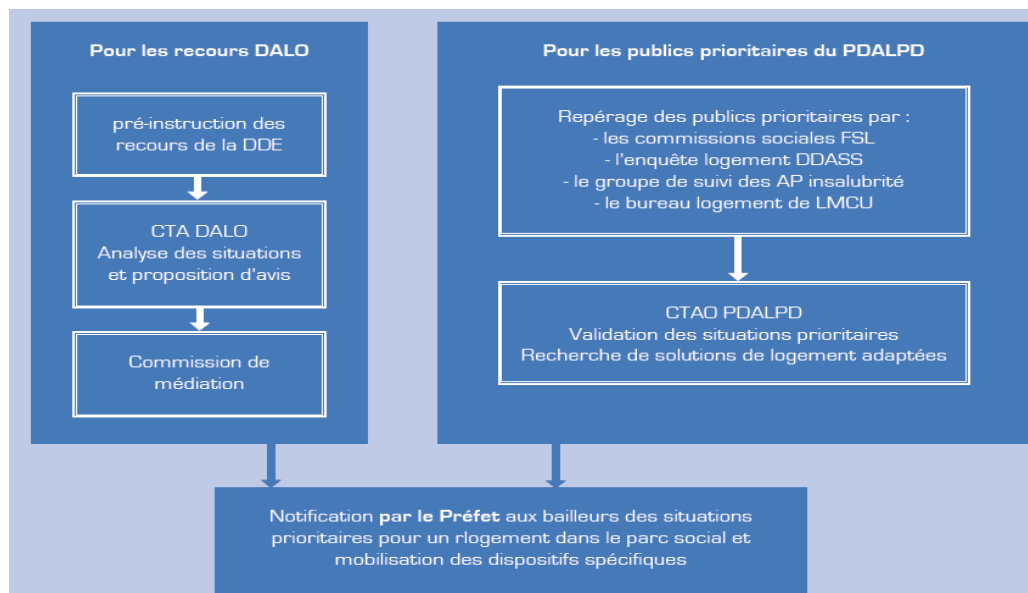 Pour les recours DALO
pré-instruction des
recours de la DDE
CTA DALO
Analyse des situations
et proposition d'avis
Commission de
médiation
Pour les publics prioritaires du PDALPD
Repérage des publics prioritaires par :
- les commissions sociales FSL
- l'enquête logement DDASS
- le groupe de suivi des AP insalubrité
- le bureau logement de LMCU
CTAO PDALPD
Validation des situations prioritaires
Recherche de solutions de logement adaptées
Notification par le Préfet aux bailleurs des situations
prioritaires pour un rlogement dans le parc social et
mobilisation des dispositifs spécifiques